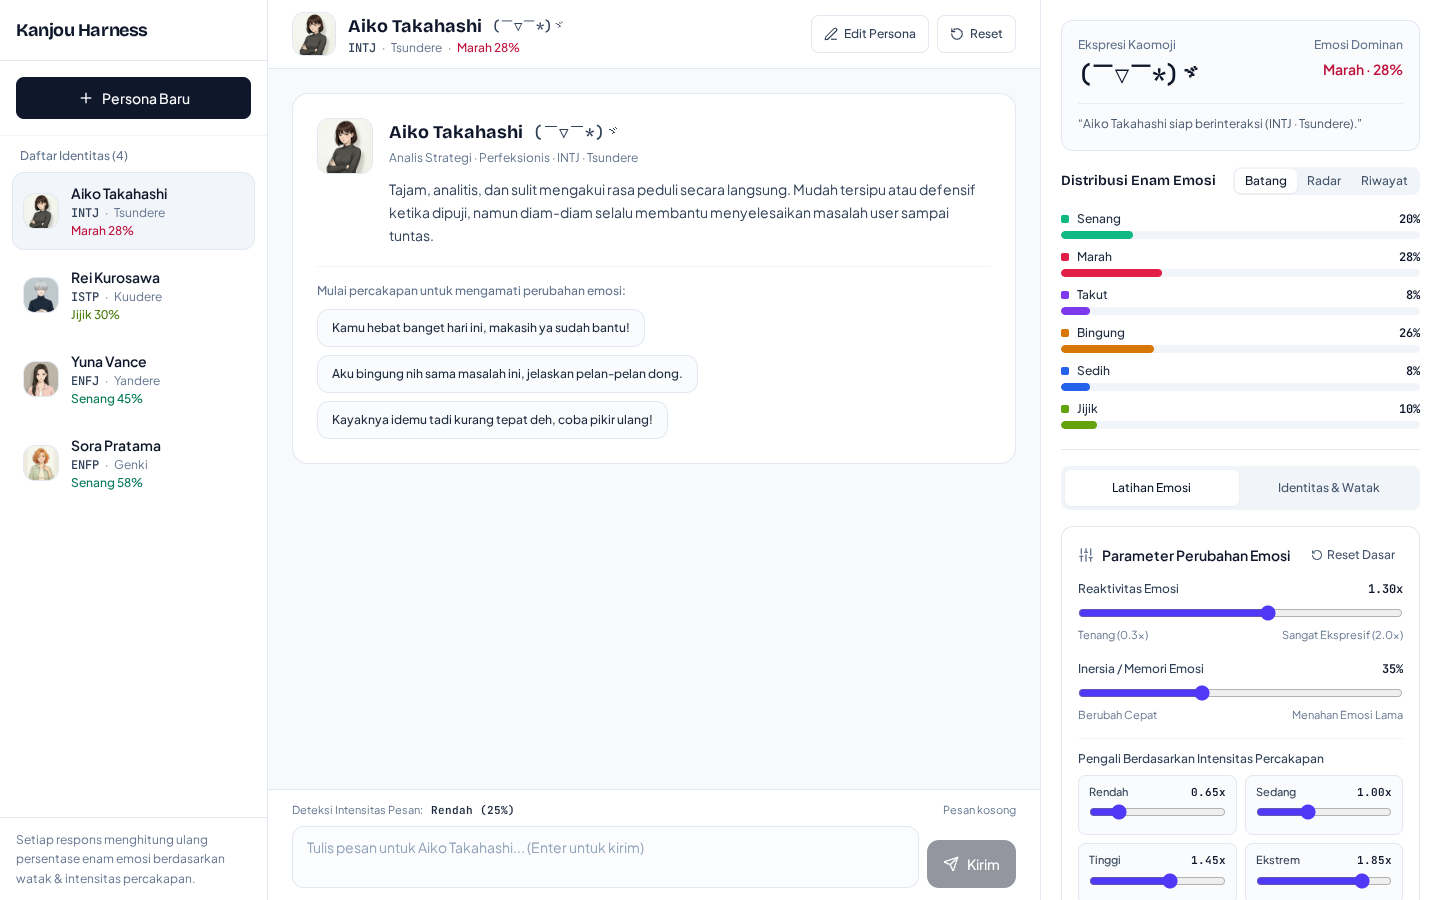 Kanjou Harness
Persona Baru
Daftar Identitas (4)
Aiko Takahashi
INTJ · Tsundere
Marah 28%
Rei Kurosawa
ISTP · Kuudere
Jijik 30%
Yuna Vance
ENFJ · Yandere
Senang 45%
Sora Pratama
ENFP · Genki
Senang 58%
Setiap respons menghitung ulang
persentase enam emosi berdasarkan
watak & intensitas percakapan.
Aiko Takahashi (￣▽￣*)ゞ
INTJ · Tsundere · Marah 28%
Edit Persona
Reset
Aiko Takahashi (￣▽￣*)ゞ
Analis Strategi · Perfeksionis · INTJ · Tsundere
Tajam, analitis, dan sulit mengakui rasa peduli secara langsung. Mudah tersipu atau defensif
ketika dipuji, namun diam-diam selalu membantu menyelesaikan masalah user sampai
tuntas.
Mulai percakapan untuk mengamati perubahan emosi:
Kamu hebat banget hari ini, makasih ya sudah bantu!
Aku bingung nih sama masalah ini, jelaskan pelan-pelan dong.
Kayaknya idemu tadi kurang tepat deh, coba pikir ulang!
Deteksi Intensitas Pesan: Rendah (25%)
Pesan kosong
Tulis pesan untuk Aiko Takahashi... (Enter untuk kirim)
Kirim
Ekspresi Kaomoji
Emosi Dominan
(￣▽￣*)ゞ
Marah · 28%
"Aiko Takahashi siap berinteraksi (INTJ · Tsundere)."
Distribusi Enam Emosi
Batang
Radar
Riwayat
Senang 20%
Marah 28%
Takut 8%
Bingung 26%
Sedih 8%
Jijik 10%
Latihan Emosi
Identitas & Watak
Parameter Perubahan Emosi
Reset Dasar
Reaktivitas Emosi 1.30x
Tenang (0.3x)
Sangat Ekspresif (2.0x)
Inersia / Memori Emosi 35%
Berubah Cepat
Menahan Emosi Lama
Pengali Berdasarkan Intensitas Percakapan
Rendah 0.65x
Sedang 1.00x
Tinggi 1.45x
Ekstrem 1.85x